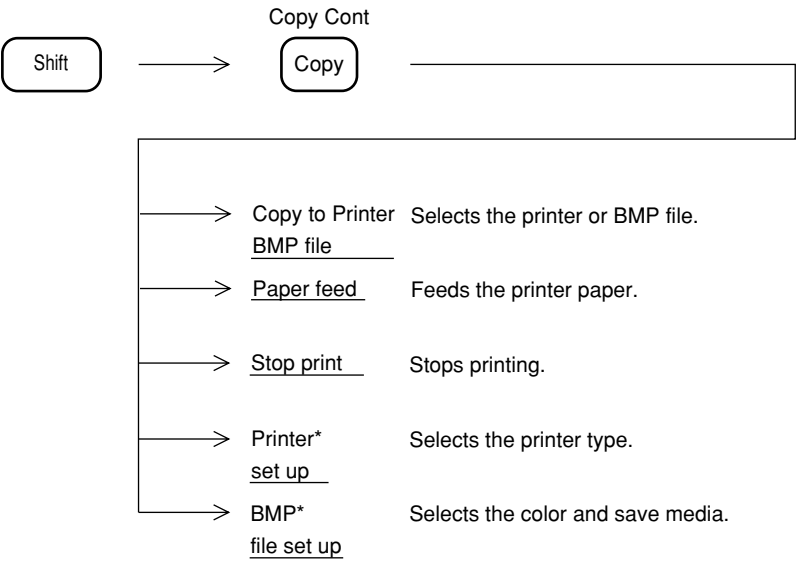 Copy Cont
Shift
Copy
Copy to Printer Selects the printer or BMP file.
BMP file
Paper feed Feeds the printer paper.
Stop print Stops printing.
Printer* Selects the printer type.
set up
BMP* Selects the color and save media.
file set up